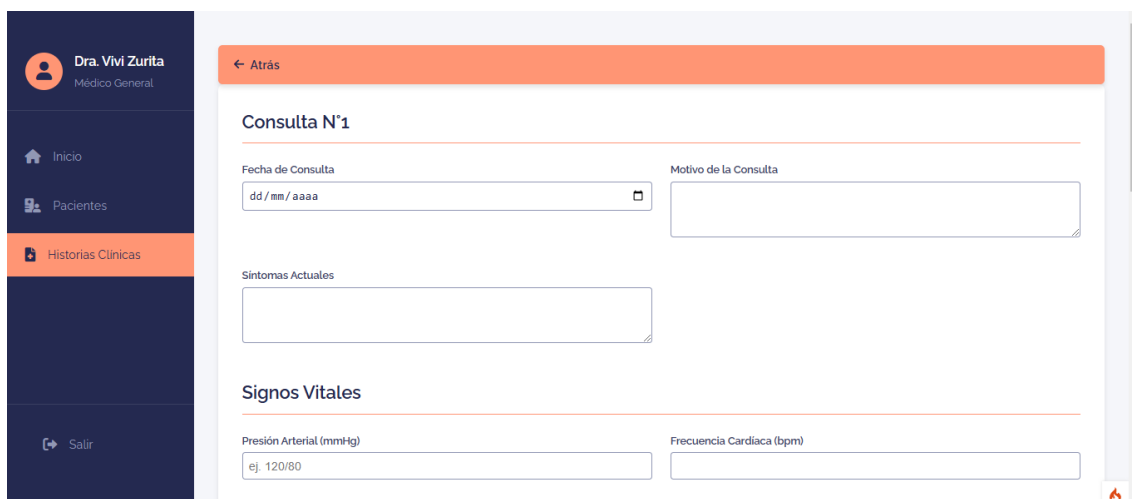 Dra. Vivi Zurita
Médico General
Inicio
Pacientes
Historias Clínicas
Salir
← Atrás
Consulta N°1
Fecha de Consulta
dd/mm/aaaa
Motivo de la Consulta
Síntomas Actuales
Signos Vitales
Presión Arterial (mmHg)
ej. 120/80
Frecuencia Cardíaca (bpm)